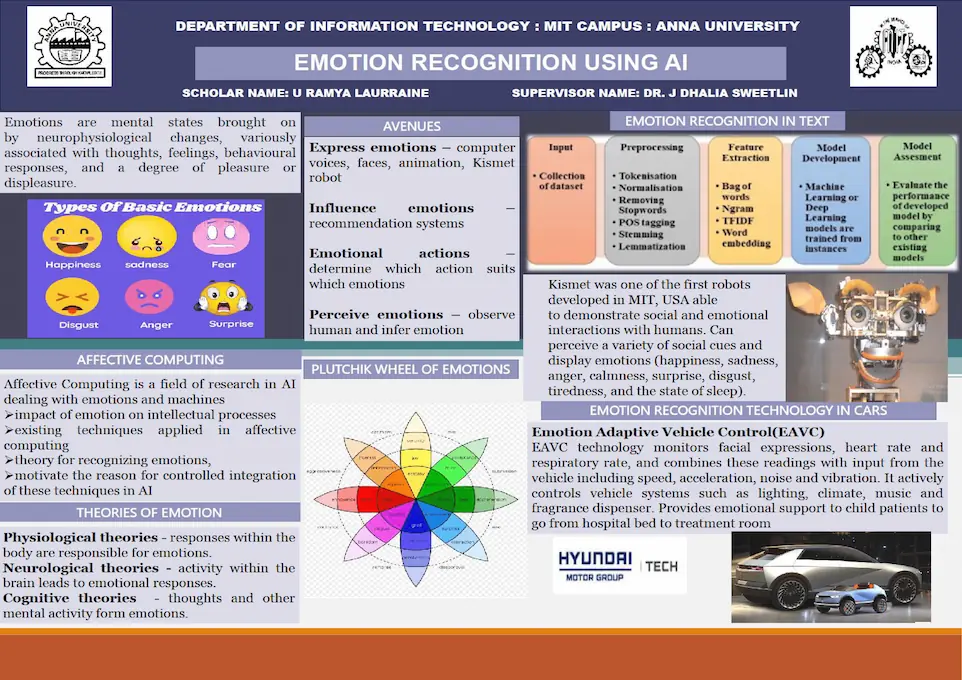 DEPARTMENT OF INFORMATION TECHNOLOGY : MIT CAMPUS : ANNA UNIVERSITY
EMOTION RECOGNITION USING AI
SCHOLAR NAME: U RAMYA LAURRAINE
SUPERVISOR NAME: DR. J DHALIA SWEETLIN
ANNA UNIVERSITY
PROGRESS THROUGH KNOWLEDGE
Emotions are mental states brought on
by neurophysiological changes, variously
associated with thoughts, feelings, behavioural
responses, and a degree of pleasure or
displeasure.
Types Of Basic Emotions
Happiness
sadness
Fear
Disgust
Anger
Surprise
AFFECTIVE COMPUTING
Affective Computing is a field of research in AI
dealing with emotions and machines
➢impact of emotion on intellectual processes
➢existing techniques applied in affective
computing
➢theory for recognizing emotions,
➢motivate the reason for controlled integration
of these techniques in AI
THEORIES OF EMOTION
Physiological theories - responses within the
body are responsible for emotions.
Neurological theories - activity within the
brain leads to emotional responses.
Cognitive theories - thoughts and other
mental activity form emotions.
AVENUES
Express emotions – computer
voices, faces, animation, Kismet
robot
Influence emotions –
recommendation systems
Emotional actions –
determine which action suits
which emotions
Perceive emotions – observe
human and infer emotion
PLUTCHIK WHEEL OF EMOTIONS
EMOTION RECOGNITION IN TEXT
Input
• Collection
of dataset
Preprocessing
• Tokenisation
• Normalisation
• Removing
Stopwords
• POS tagging
• Stemming
• Lemmatization
Feature
Extraction
• Bag of
words
• Ngram
• TFIDF
• Word
embedding
Model
Development
• Machine
Learning or
Deep
Learning
models are
trained from
instances
Model
Assesment
• Evaluate the
performance
of developed
model by
comparing
to other
existing
models
Kismet was one of the first robots
developed in MIT, USA able
to demonstrate social and emotional
interactions with humans. Can
perceive a variety of social cues and
display emotions (happiness, sadness,
anger, calmness, surprise, disgust,
tiredness, and the state of sleep).
EMOTION RECOGNITION TECHNOLOGY IN CARS
Emotion Adaptive Vehicle Control(EAVC)
EAVC technology monitors facial expressions, heart rate and
respiratory rate, and combines these readings with input from the
vehicle including speed, acceleration, noise and vibration. It actively
controls vehicle systems such as lighting, climate, music and
fragrance dispenser. Provides emotional support to child patients to
go from hospital bed to treatment room
HYUNDAI
MOTOR GROUP
TECH